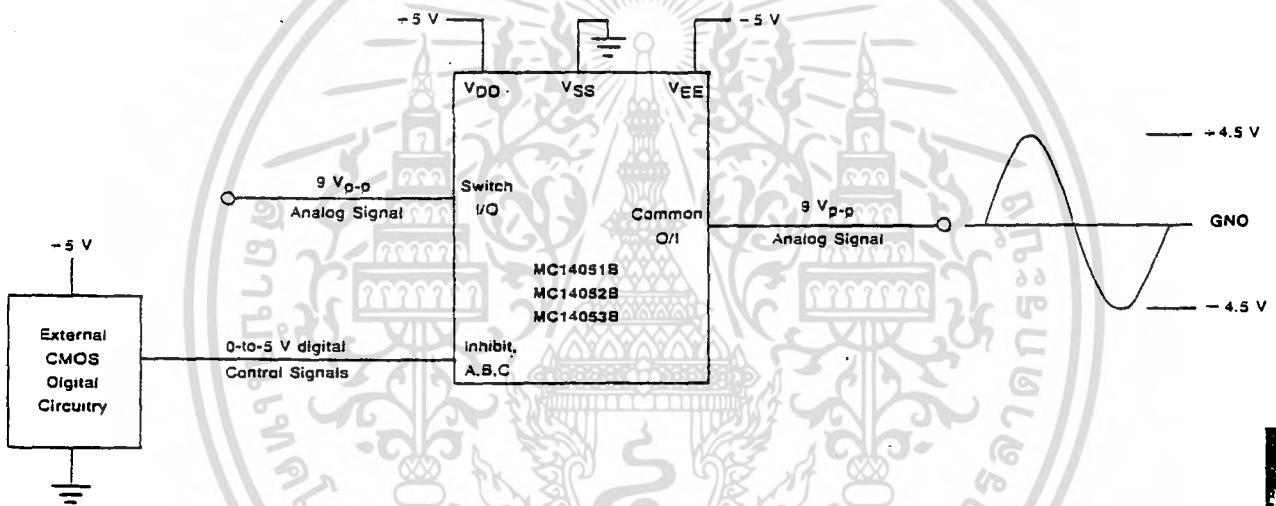 +5 V
−5 V
VDD
VSS
VEE
+4.5 V
9 Vp-p
Analog Signal
Switch
I/O
Common
O/I
9 Vp-p
Analog Signal
GND
MC14051B
MC14052B
MC14053B
−4.5 V
+5 V
External
CMOS
Digital
Circuitry
0-to-5 V digital
Control Signals
Inhibit,
A,B,C